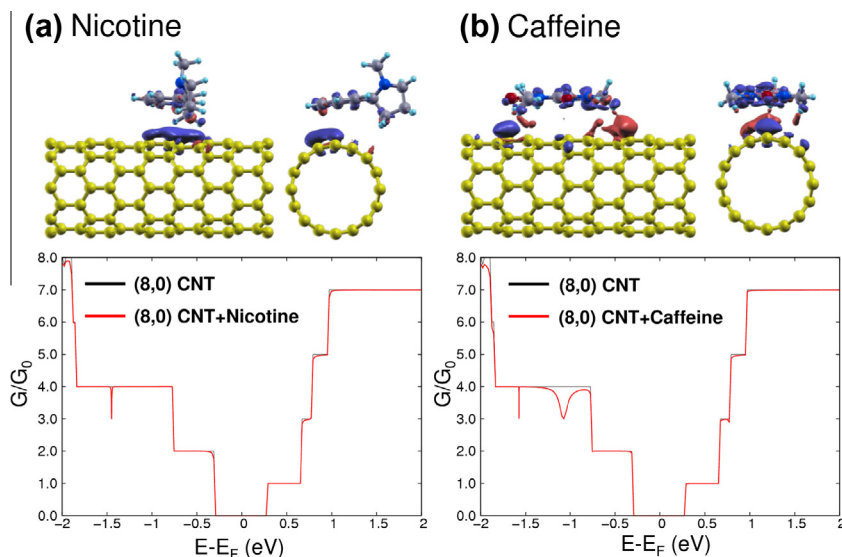 (a) Nicotine
(b) Caffeine
8.0
7.0
6.0
5.0
4.0
3.0
2.0
1.0
0.0
G/G0
(8,0) CNT
(8,0) CNT+Nicotine
-2 -1.5 -1 -0.5 0 0.5 1 1.5 2
E-EF (eV)
8.0
7.0
6.0
5.0
4.0
3.0
2.0
1.0
0.0
G/G0
(8,0) CNT
(8,0) CNT+Caffeine
-2 -1.5 -1 -0.5 0 0.5 1 1.5 2
E-EF (eV)